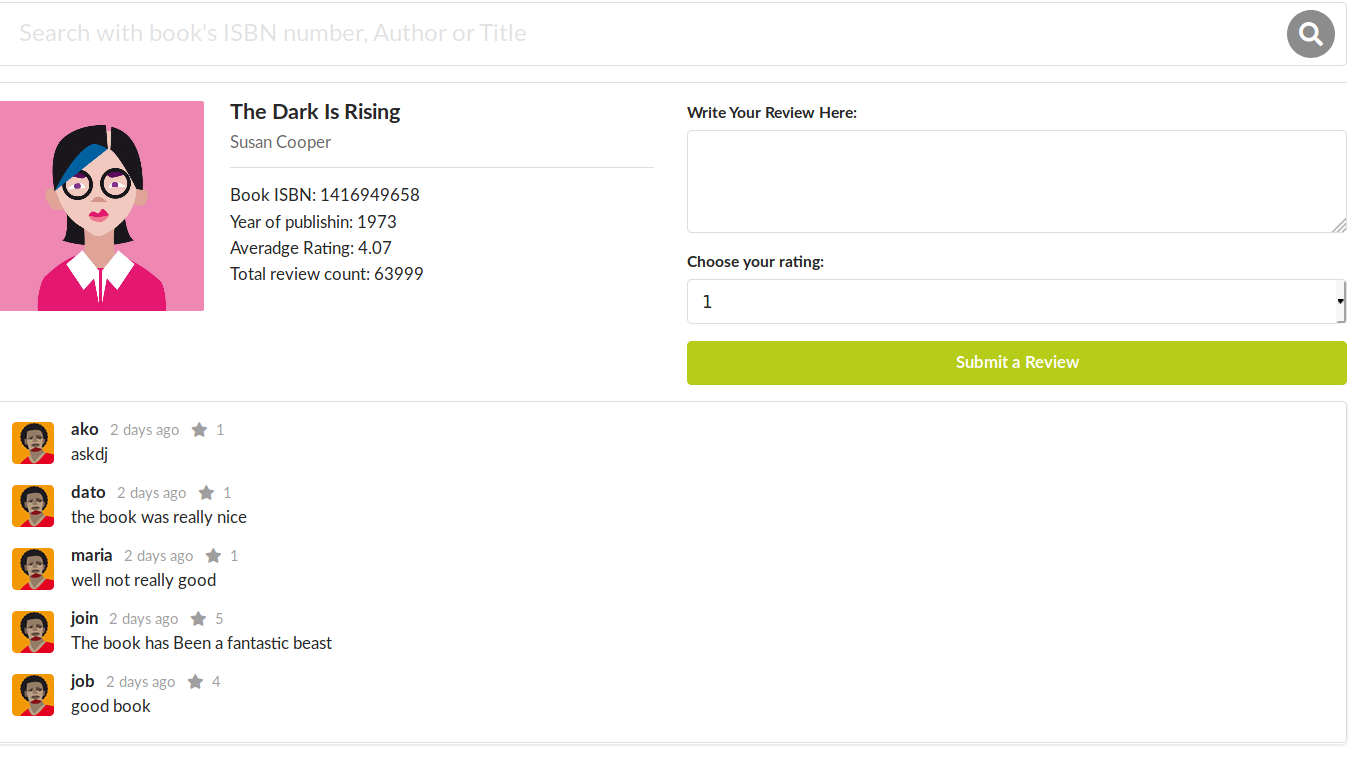 Search with book's ISBN number, Author or Title
The Dark Is Rising
Susan Cooper
Book ISBN: 1416949658
Year of publishin: 1973
Averadge Rating: 4.07
Total review count: 63999
Write Your Review Here:
Choose your rating:
1
Submit a Review
ako 2 days ago 1
askdj
dato 2 days ago 1
the book was really nice
maria 2 days ago 1
well not really good
join 2 days ago 5
The book has Been a fantastic beast
job 2 days ago 4
good book